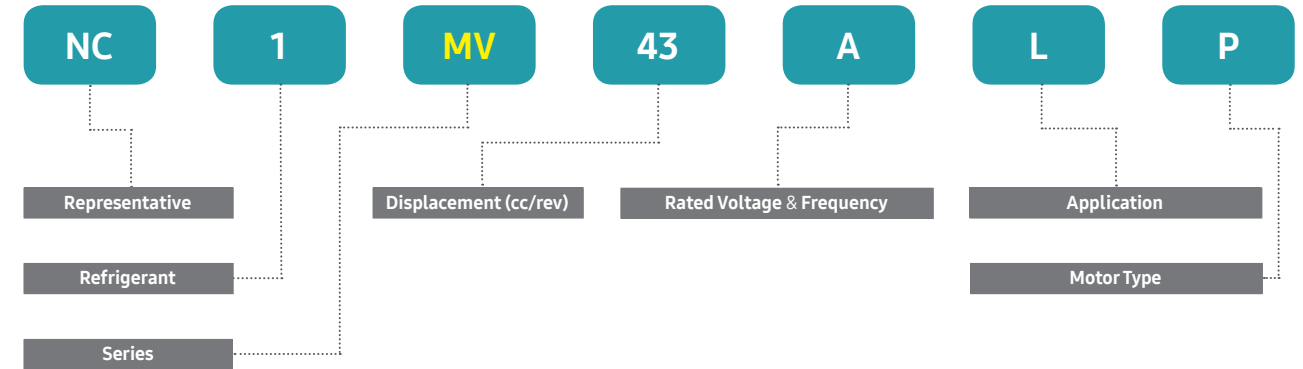 NC 1 MV 43 A L P
Representative Displacement (cc/rev) Rated Voltage & Frequency Application
Refrigerant Motor Type
Series